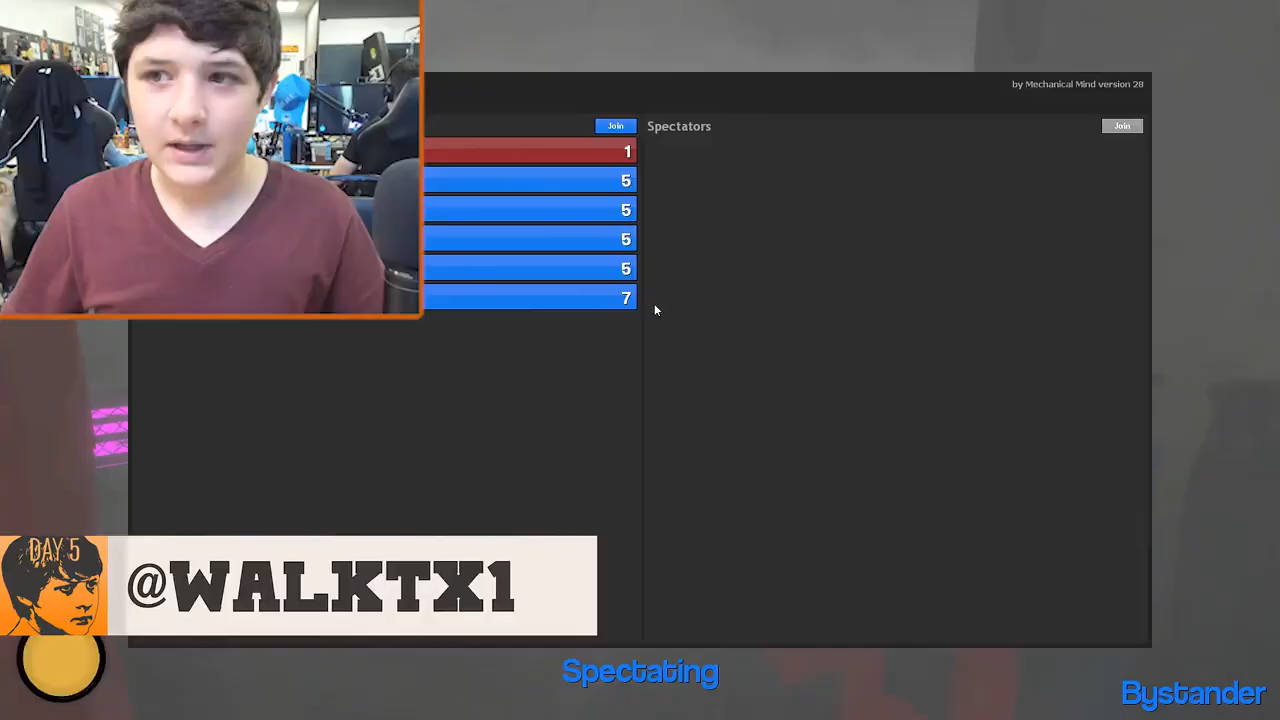 by Mechanical Mind version 28
Join
Spectators
Join
1
5
5
5
5
7
DAY 5
@WALKTX1
Spectating
Bystander